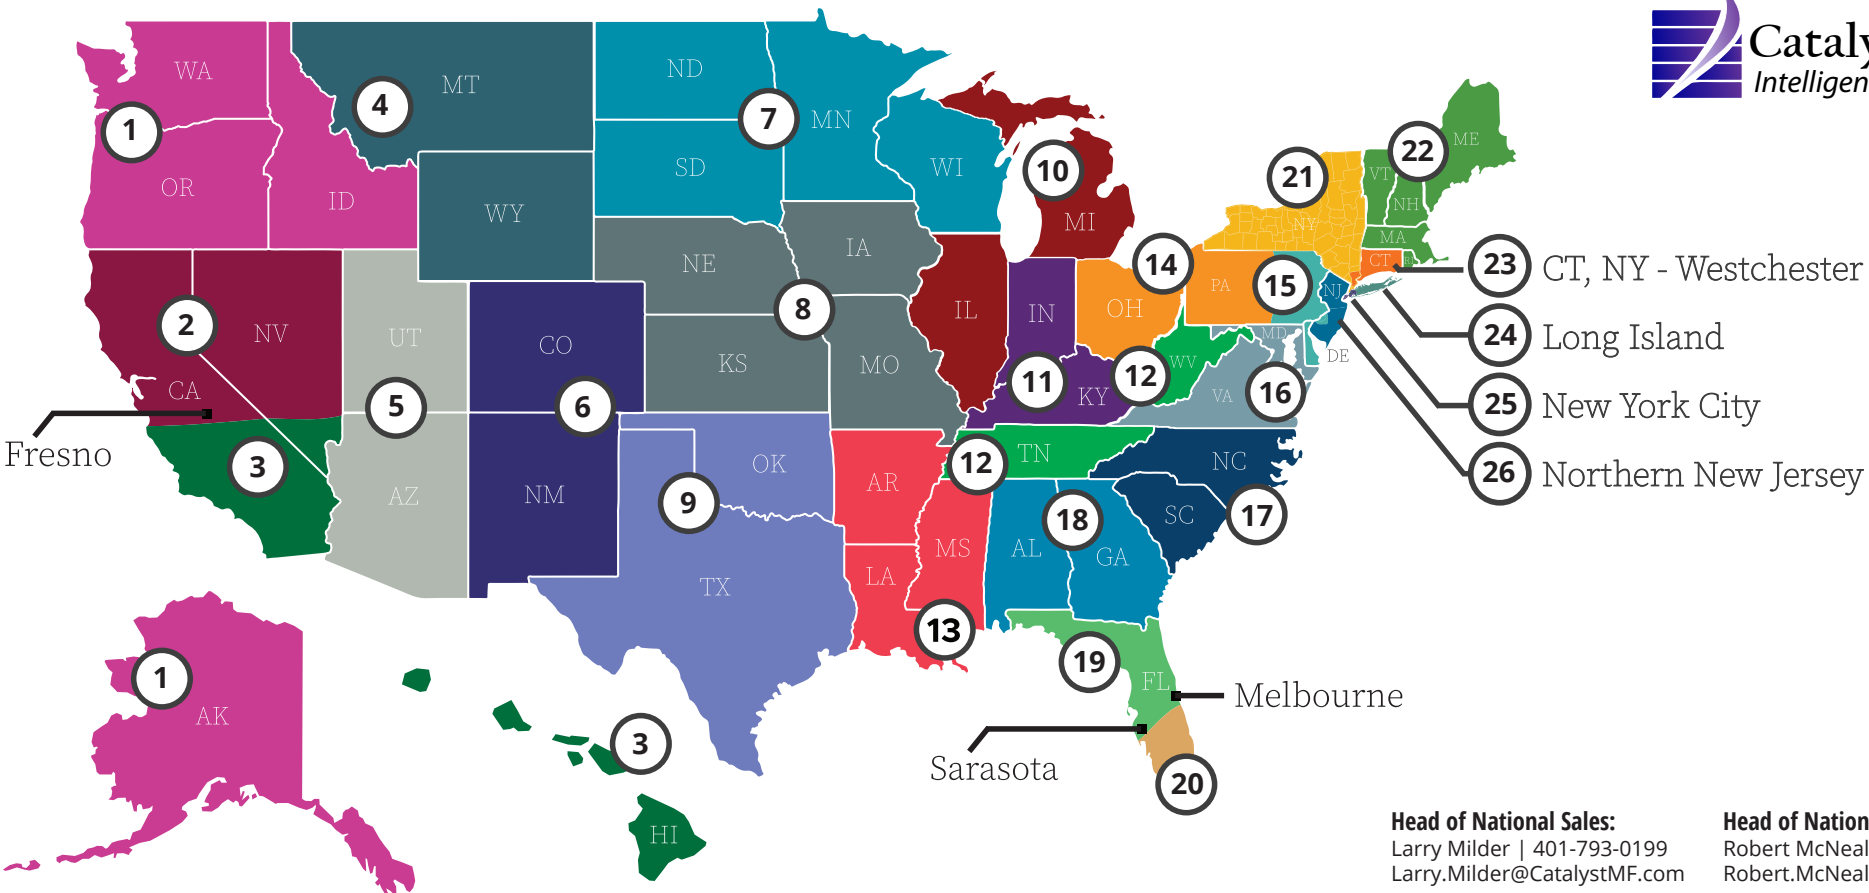 Cataly
Intelligen
WA
MT
ND
MN
ME
4
7
1
22
VT
OR
ID
WY
SD
WI
10
21
NH
MI
NY
MA
IA
NE
14
CT
RI
23 CT, NY - Westchester
15
PA
NJ
2
NV
UT
CO
8
IL
IN
OH
24 Long Island
MD
DE
KS
MO
WV
CA
5
6
11
KY
12
VA
16
25 New York City
Fresno
3
AZ
NM
OK
9
AR
12
TN
NC
26 Northern New Jersey
SC
17
18
MS
AL
GA
TX
LA
13
19
FL
1
AK
Melbourne
3
Sarasota
20
HI
Head of National Sales:
Larry Milder | 401-793-0199
Larry.Milder@CatalystMF.com
Head of Nation
Robert McNeal
Robert.McNeal